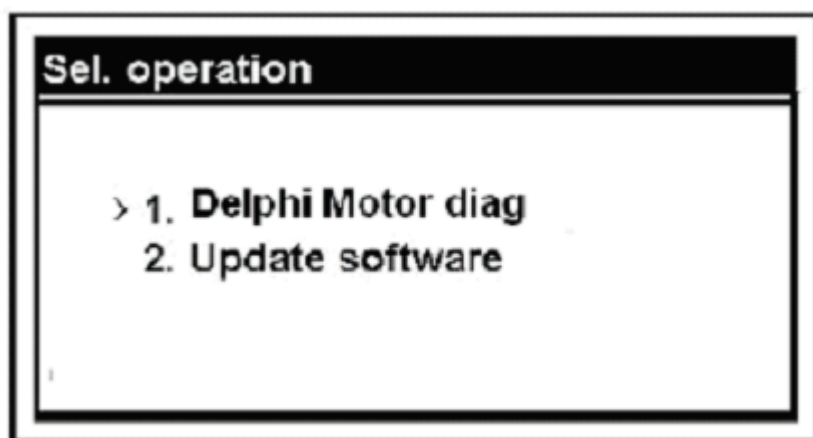 Sel. operation
> 1. Delphi Motor diag
2. Update software